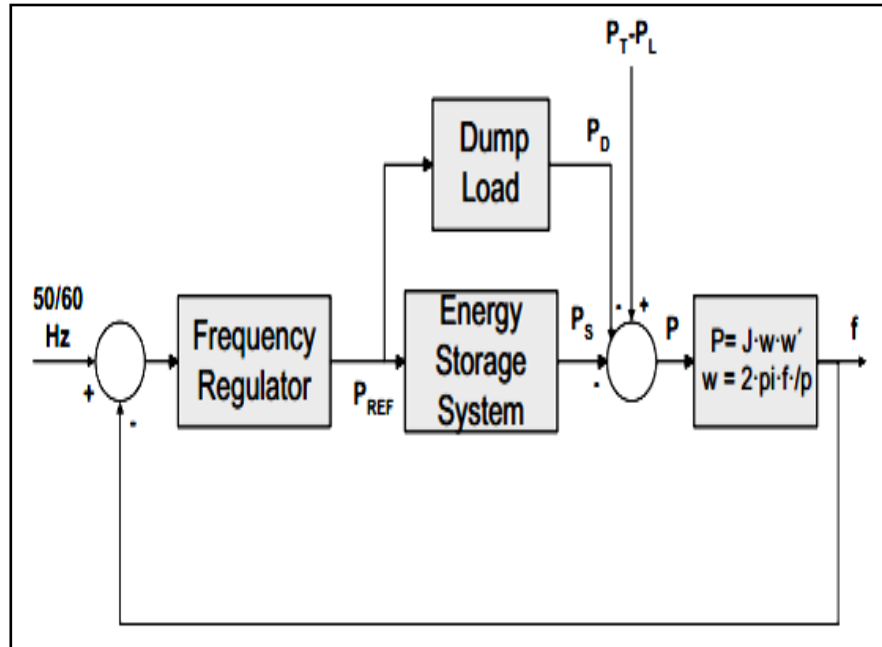 P_T-P_L
Dump
Load
P_D
50/60
Hz
+
-
Frequency
Regulator
P_REF
Energy
Storage
System
P_S
-
-
+
P
P= J·w·w´
w = 2·pi·f·/p
f